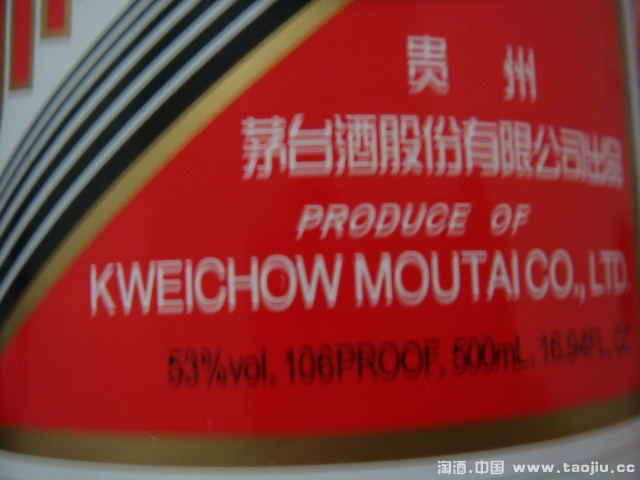 贵 州
茅台酒股份有限公司出品
PRODUCE OF
KWEICHOW MOUTAI CO., LTD.
53%vol, 106PROOF, 500mL, 16.94FL. OZ
淘酒.中国 www.taojiu.cc